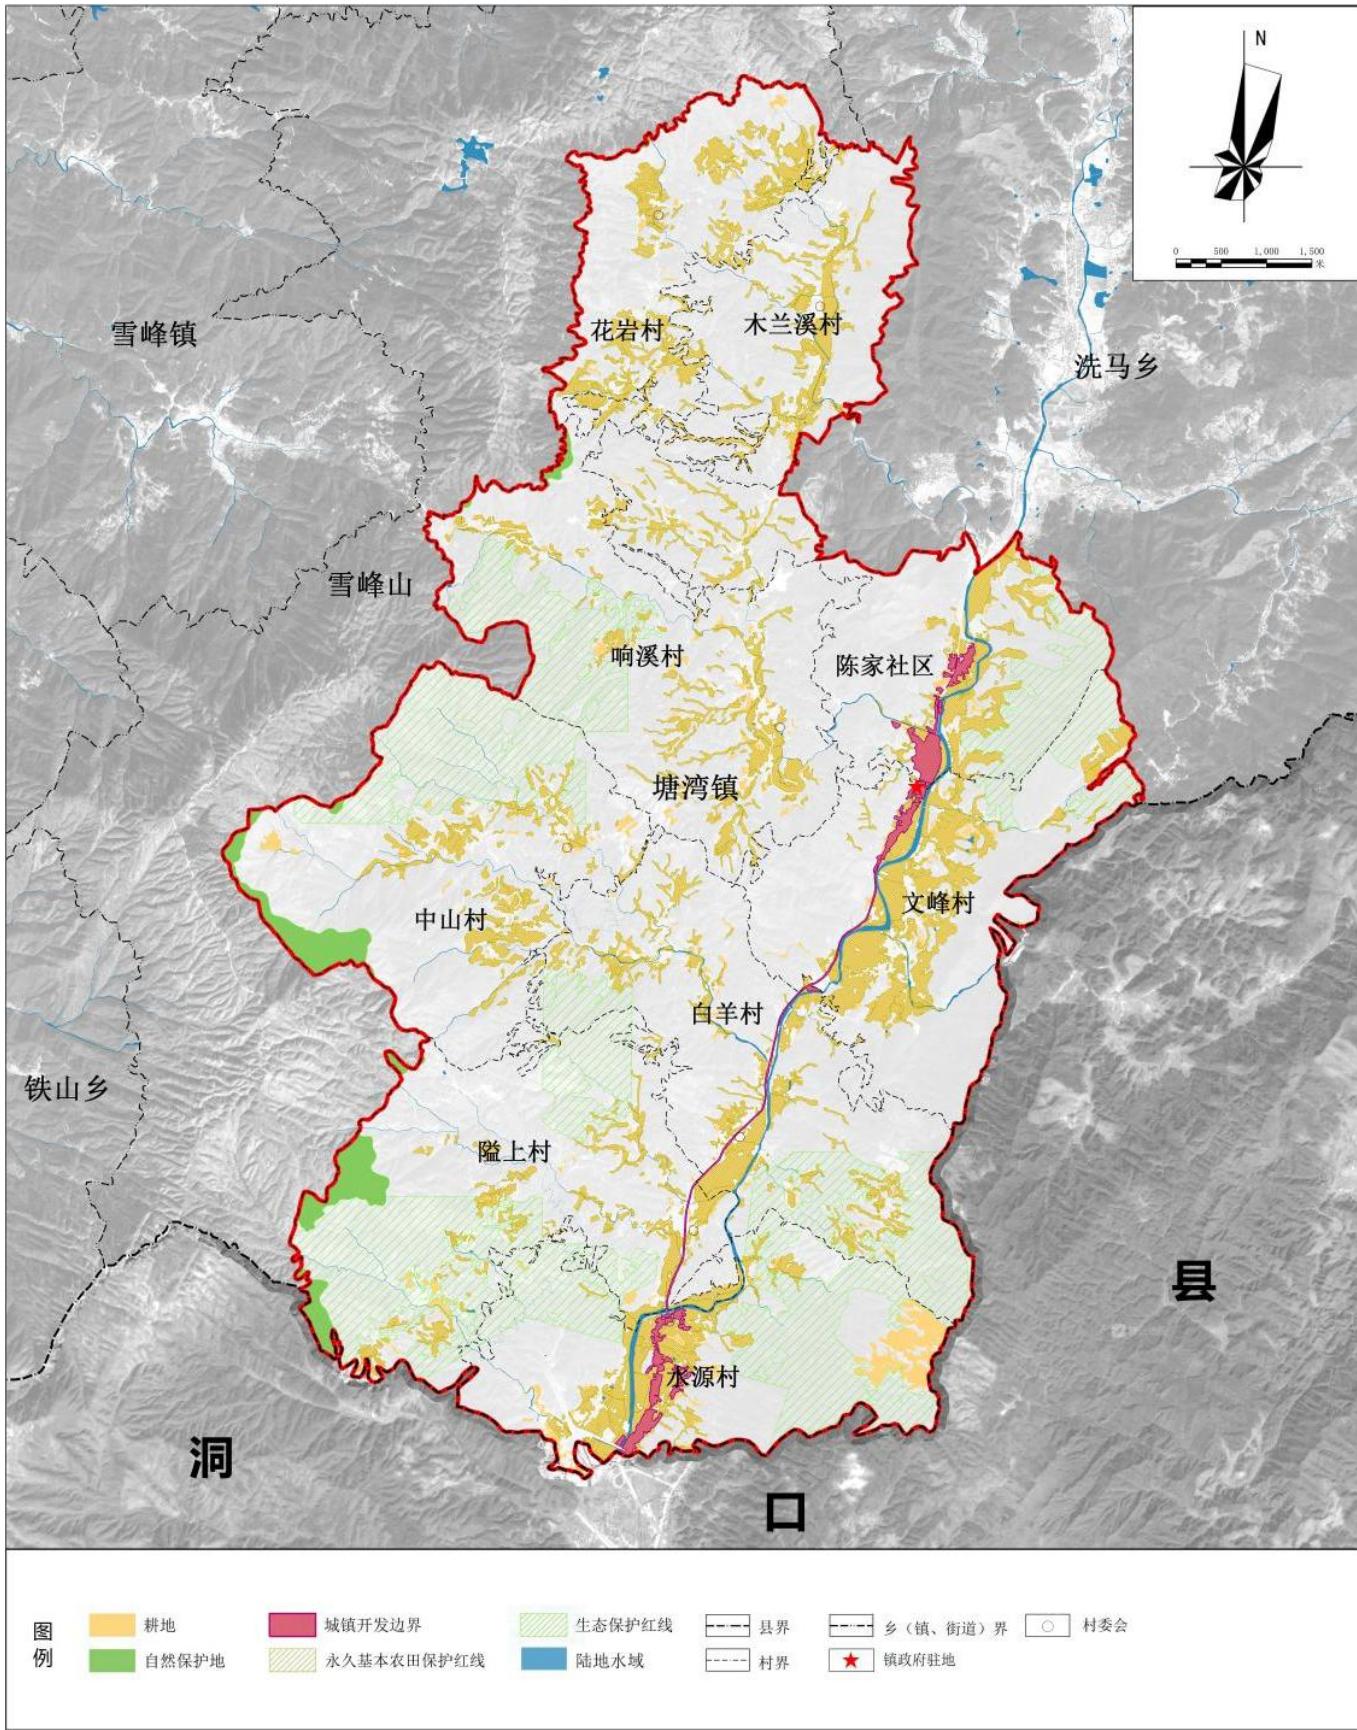 N
0 500 1,000 1,500
米
花岩村
木兰溪村
雪峰镇
洗马乡
雪峰山
响溪村
陈家社区
塘湾镇
中山村
文峰村
白羊村
铁山乡
隘上村
县
水源村
洞
口
图例
耕地
城镇开发边界
生态保护红线
县界
乡（镇、街道）界
村委会
自然保护地
永久基本农田保护红线
陆地水域
村界
镇政府驻地